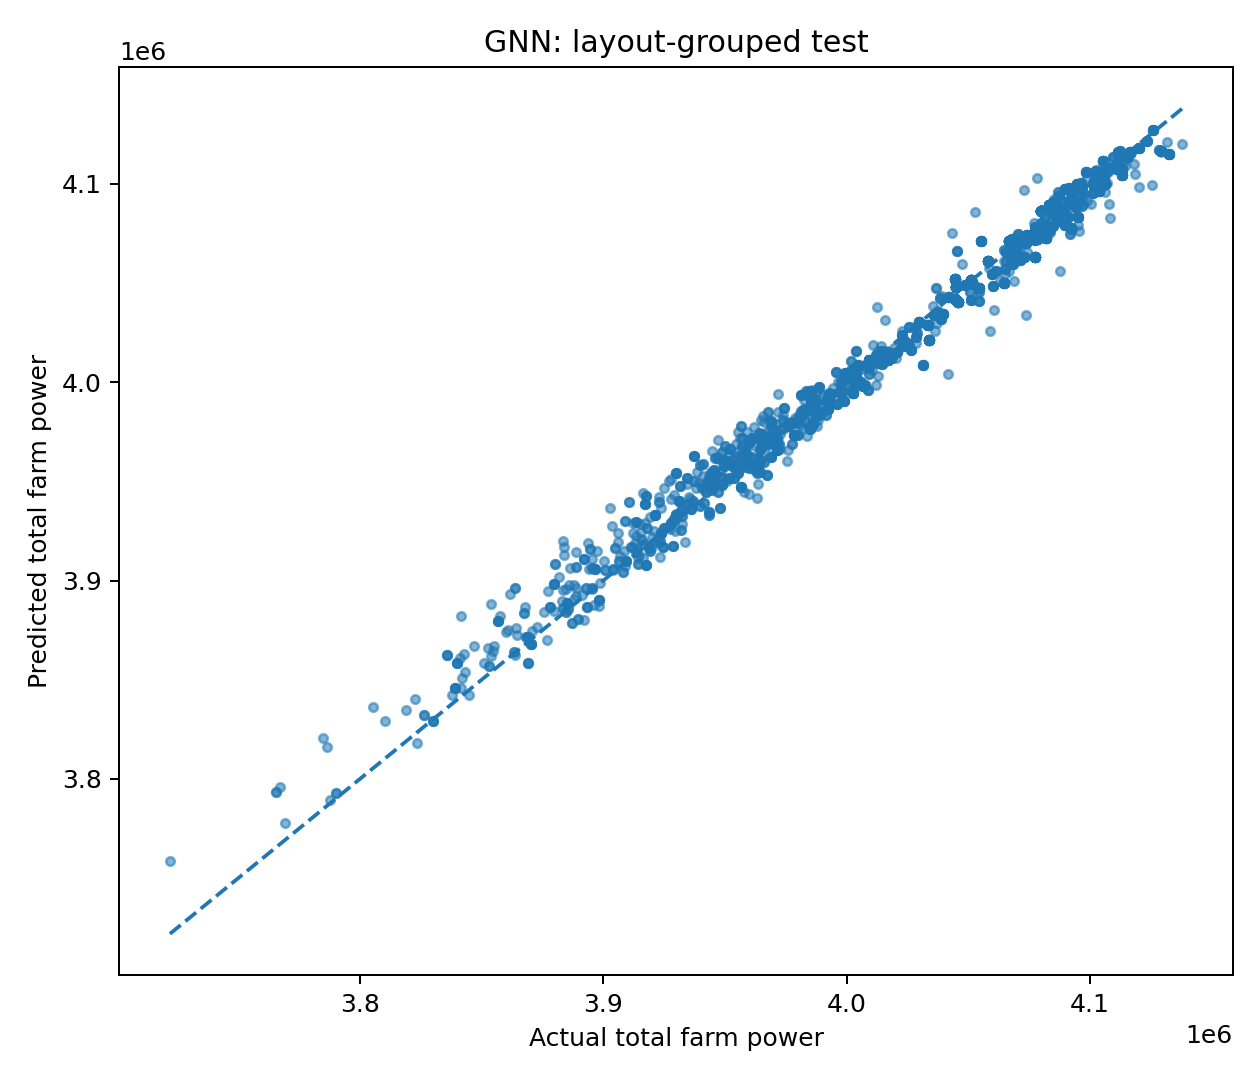 GNN: layout-grouped test
1e6
4.1
4.0
3.9
3.8
Predicted total farm power
3.8 3.9 4.0 4.1
Actual total farm power
1e6